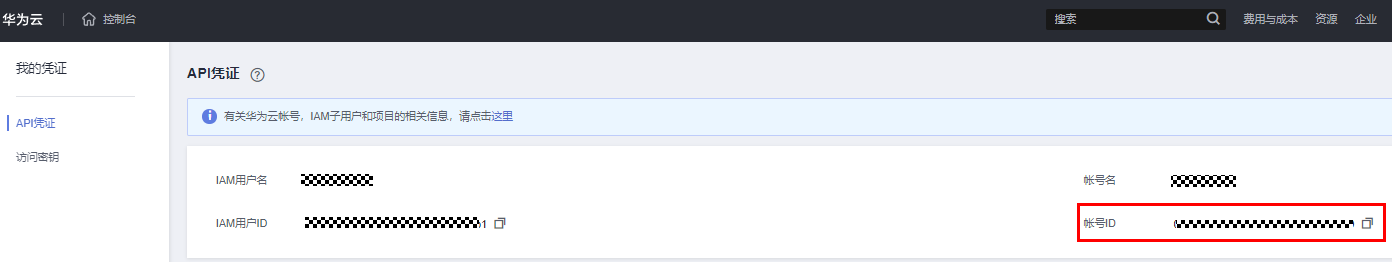 华为云 控制台 搜索 费用与成本 资源 企业
我的凭证
API凭证
API凭证
访问密钥
有关华为云帐号，IAM子用户和项目的相关信息，请点击这里
IAM用户名
帐号名
IAM用户ID
帐号ID